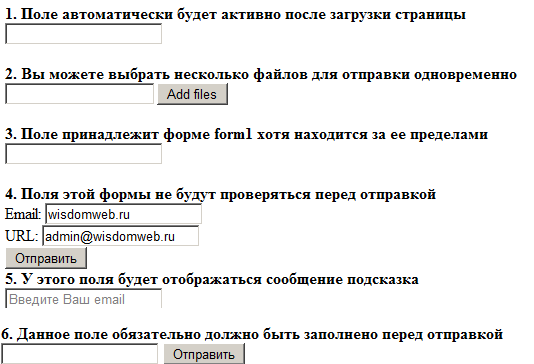 1. Поле автоматически будет активно после загрузки страницы
2. Вы можете выбрать несколько файлов для отправки одновременно
Add files
3. Поле принадлежит форме form1 хотя находится за ее пределами
4. Поля этой формы не будут проверяться перед отправкой
Email: wisdomweb.ru
URL: admin@wisdomweb.ru
Отправить
5. У этого поля будет отображаться сообщение подсказка
Введите Ваш email
6. Данное поле обязательно должно быть заполнено перед отправкой
Отправить